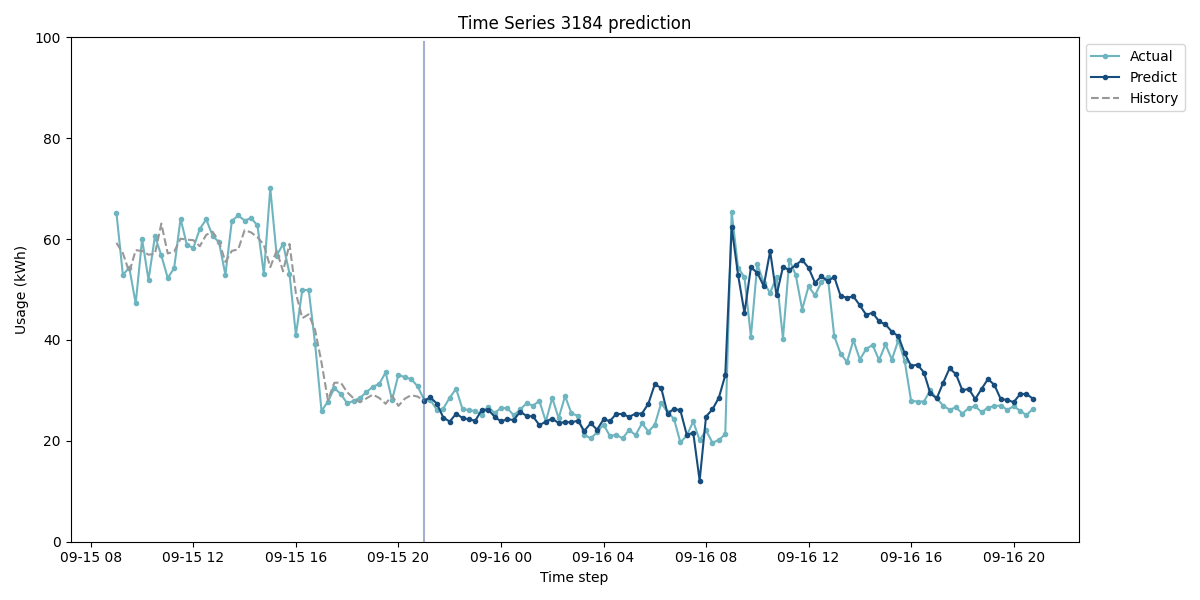 Time Series 3184 prediction
Usage (kWh)
100
80
60
40
20
0
09-15 08
09-15 12
09-15 16
09-15 20
09-16 00
09-16 04
09-16 08
09-16 12
09-16 16
09-16 20
Time step
Actual
Predict
History